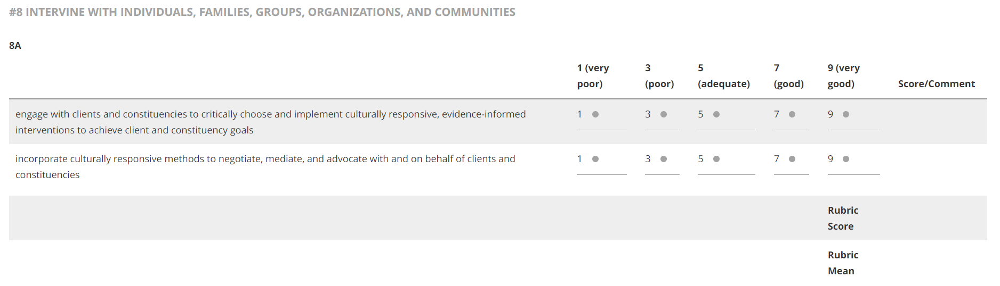 #8 INTERVENE WITH INDIVIDUALS, FAMILIES, GROUPS, ORGANIZATIONS, AND COMMUNITIES
8A
1 (very poor) 3 (poor) 5 (adequate) 7 (good) 9 (very good) Score/Comment
engage with clients and constituencies to critically choose and implement culturally responsive, evidence-informed
interventions to achieve client and constituency goals
1 3 5 7 9
incorporate culturally responsive methods to negotiate, mediate, and advocate with and on behalf of clients and
constituencies
1 3 5 7 9
Rubric
Score
Rubric
Mean